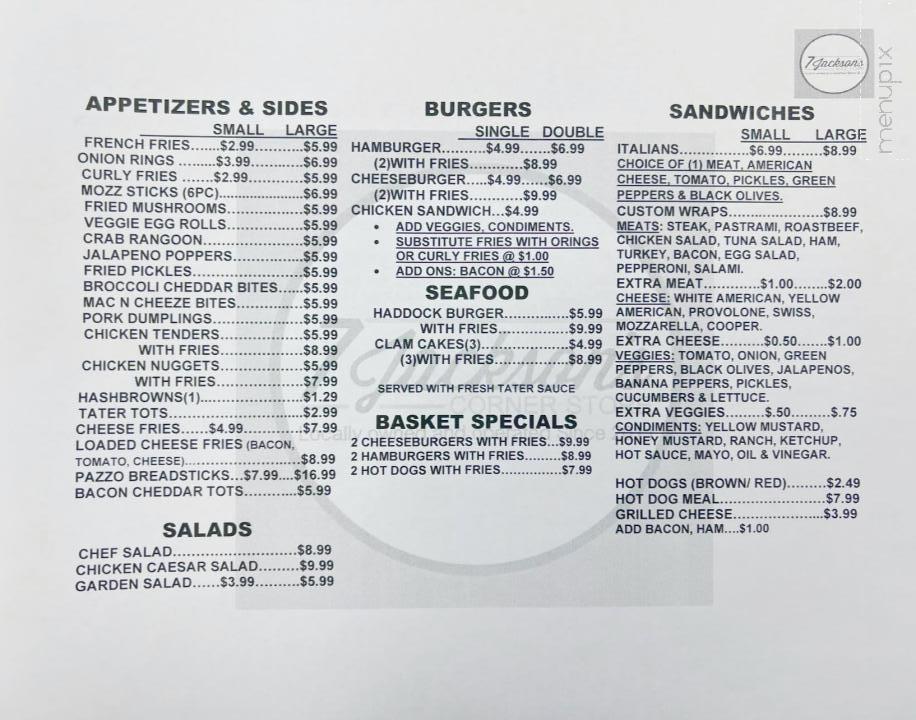 7 Jackson's
menupix
APPETIZERS & SIDES
SMALL LARGE
FRENCH FRIES......$2.99..........$5.99
ONION RINGS ........$3.99..........$6.99
CURLY FRIES .......$2.99..........$5.99
MOZZ STICKS (6PC)....................$6.99
FRIED MUSHROOMS.................$5.99
VEGGIE EGG ROLLS..................$5.99
CRAB RANGOON.......................$5.99
JALAPENO POPPERS................$5.99
FRIED PICKLES..........................$5.99
BROCCOLI CHEDDAR BITES......$5.99
MAC N CHEEZE BITES...............$5.99
PORK DUMPLINGS....................$5.99
CHICKEN TENDERS...................$5.99
WITH FRIES...................$8.99
CHICKEN NUGGETS..................$5.99
WITH FRIES....................$7.99
HASHBROWNS(1).......................$1.29
TATER TOTS...............................$2.99
CHEESE FRIES.....$4.99............$7.99
LOADED CHEESE FRIES (BACON,
TOMATO, CHEESE)............................$8.99
PAZZO BREADSTICKS...$7.99....$16.99
BACON CHEDDAR TOTS............$5.99
SALADS
CHEF SALAD..........................$8.99
CHICKEN CAESAR SALAD........$9.99
GARDEN SALAD......$3.99.........$5.99
BURGERS
SINGLE DOUBLE
HAMBURGER.........$4.99.......$6.99
(2)WITH FRIES...........$8.99
CHEESEBURGER.....$4.99......$6.99
(2)WITH FRIES...........$9.99
CHICKEN SANDWICH...$4.99
• ADD VEGGIES, CONDIMENTS.
• SUBSTITUTE FRIES WITH ORINGS
OR CURLY FRIES @ $1.00
• ADD ONS: BACON @ $1.50
SEAFOOD
HADDOCK BURGER..............$5.99
WITH FRIES................$9.99
CLAM CAKES(3)...................$4.99
(3)WITH FRIES................$8.99
SERVED WITH FRESH TATER SAUCE
BASKET SPECIALS
2 CHEESEBURGERS WITH FRIES...$9.99
2 HAMBURGERS WITH FRIES.........$8.99
2 HOT DOGS WITH FRIES..............$7.99
SANDWICHES
SMALL LARGE
ITALIANS..........$6.99.........$8.99
CHOICE OF (1) MEAT, AMERICAN
CHEESE, TOMATO, PICKLES, GREEN
PEPPERS & BLACK OLIVES.
CUSTOM WRAPS.....................$8.99
MEATS: STEAK, PASTRAMI, ROASTBEEF,
CHICKEN SALAD, TUNA SALAD, HAM,
TURKEY, BACON, EGG SALAD,
PEPPERONI, SALAMI.
EXTRA MEAT..............$1.00........$2.00
CHEESE: WHITE AMERICAN, YELLOW
AMERICAN, PROVOLONE, SWISS,
MOZZARELLA, COOPER.
EXTRA CHEESE..........$0.50.......$1.00
VEGGIES: TOMATO, ONION, GREEN
PEPPERS, BLACK OLIVES, JALAPENOS,
BANANA PEPPERS, PICKLES,
CUCUMBERS & LETTUCE.
EXTRA VEGGIES.........$.50..........$.75
CONDIMENTS: YELLOW MUSTARD,
HONEY MUSTARD, RANCH, KETCHUP,
HOT SAUCE, MAYO, OIL & VINEGAR.
HOT DOGS (BROWN/ RED)........$2.49
HOT DOG MEAL........................$7.99
GRILLED CHEESE.....................$3.99
ADD BACON, HAM....$1.00
7 Jackson's
CORNER STO
Locally owned and operated since 2